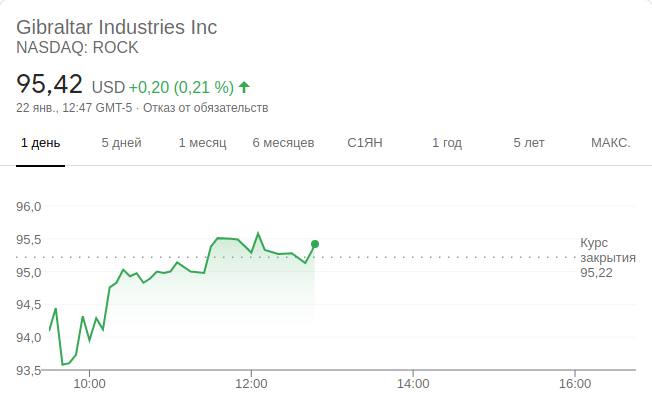 Gibraltar Industries Inc
NASDAQ: ROCK
95,42 USD +0,20 (0,21 %)
22 янв., 12:47 GMT-5 · Отказ от обязательств
1 день 5 дней 1 месяц 6 месяцев С1ЯН 1 год 5 лет МАКС.
96,0
95,5
Курс
закрытия
95,22
95,0
94,5
94,0
93,5
10:00 12:00 14:00 16:00